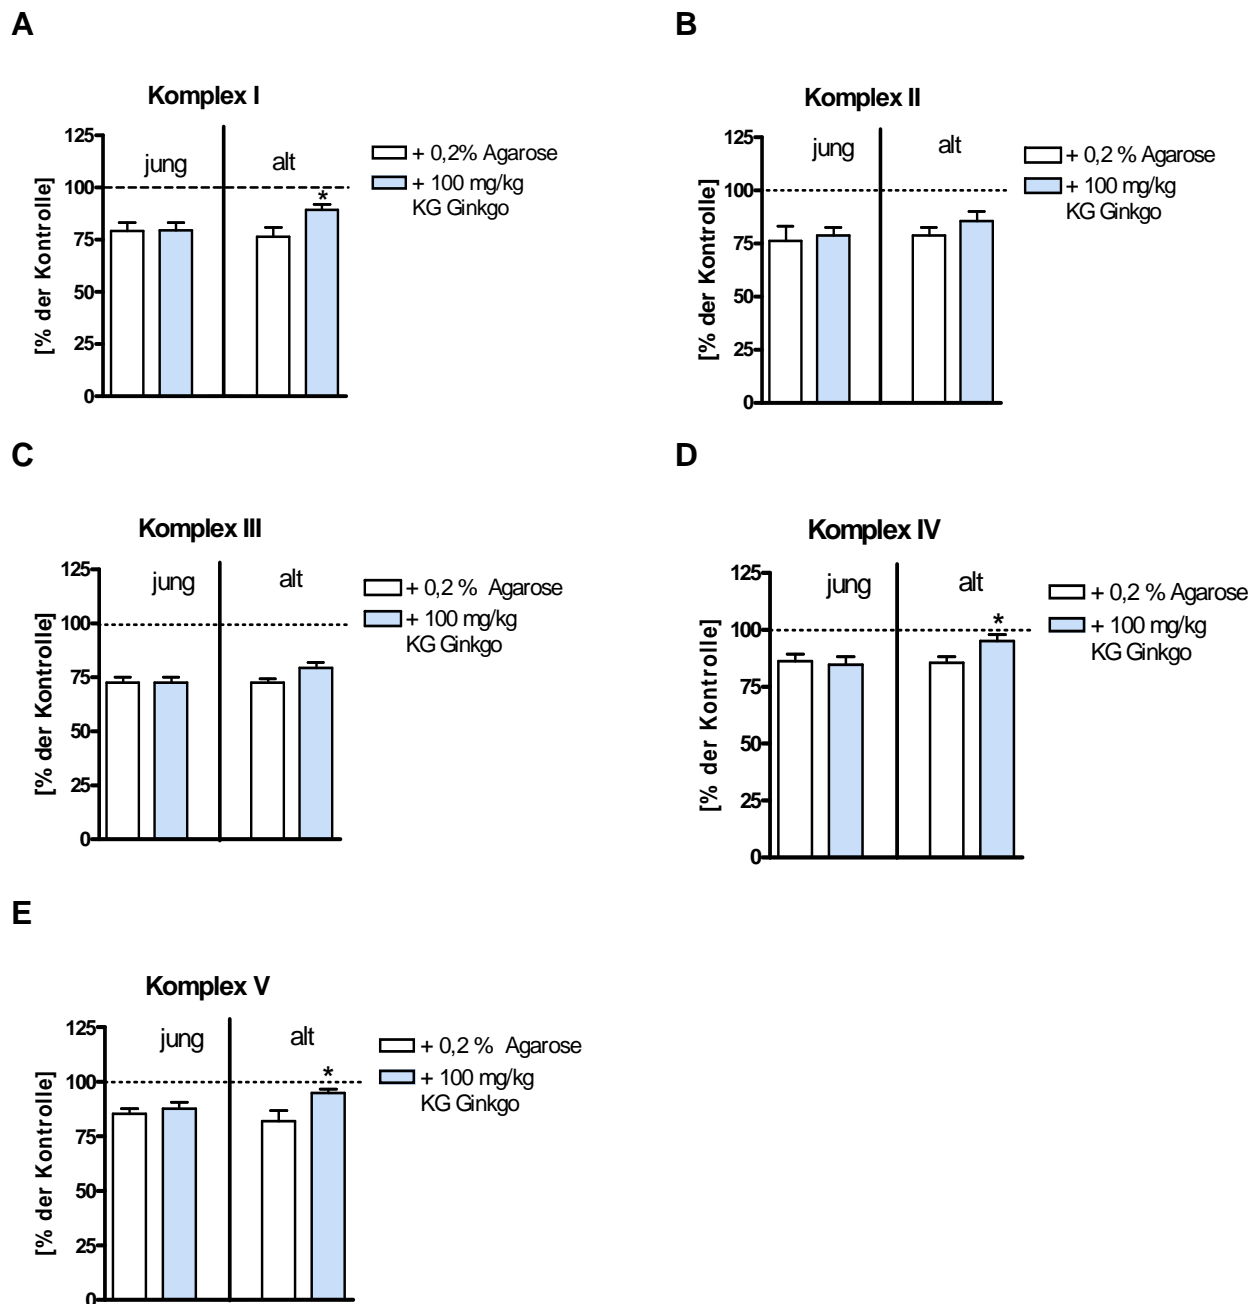 A
Komplex I
[% der Kontrolle]
125
100
75
50
25
0
jung
alt
*
+ 0,2% Agarose
+ 100 mg/kg
KG Ginkgo
B
Komplex II
[% der Kontrolle]
125
100
75
50
25
0
jung
alt
+ 0,2 % Agarose
+ 100 mg/kg
KG Ginkgo
C
Komplex III
[% der Kontrolle]
125
100
75
50
25
0
jung
alt
+ 0,2 % Agarose
+ 100 mg/kg
KG Ginkgo
D
Komplex IV
[% der Kontrolle]
125
100
75
50
25
0
jung
alt
*
+ 0,2 % Agarose
+ 100 mg/kg
KG Ginkgo
E
Komplex V
[% der Kontrolle]
125
100
75
50
25
0
jung
alt
*
+ 0,2 % Agarose
+ 100 mg/kg
KG Ginkgo